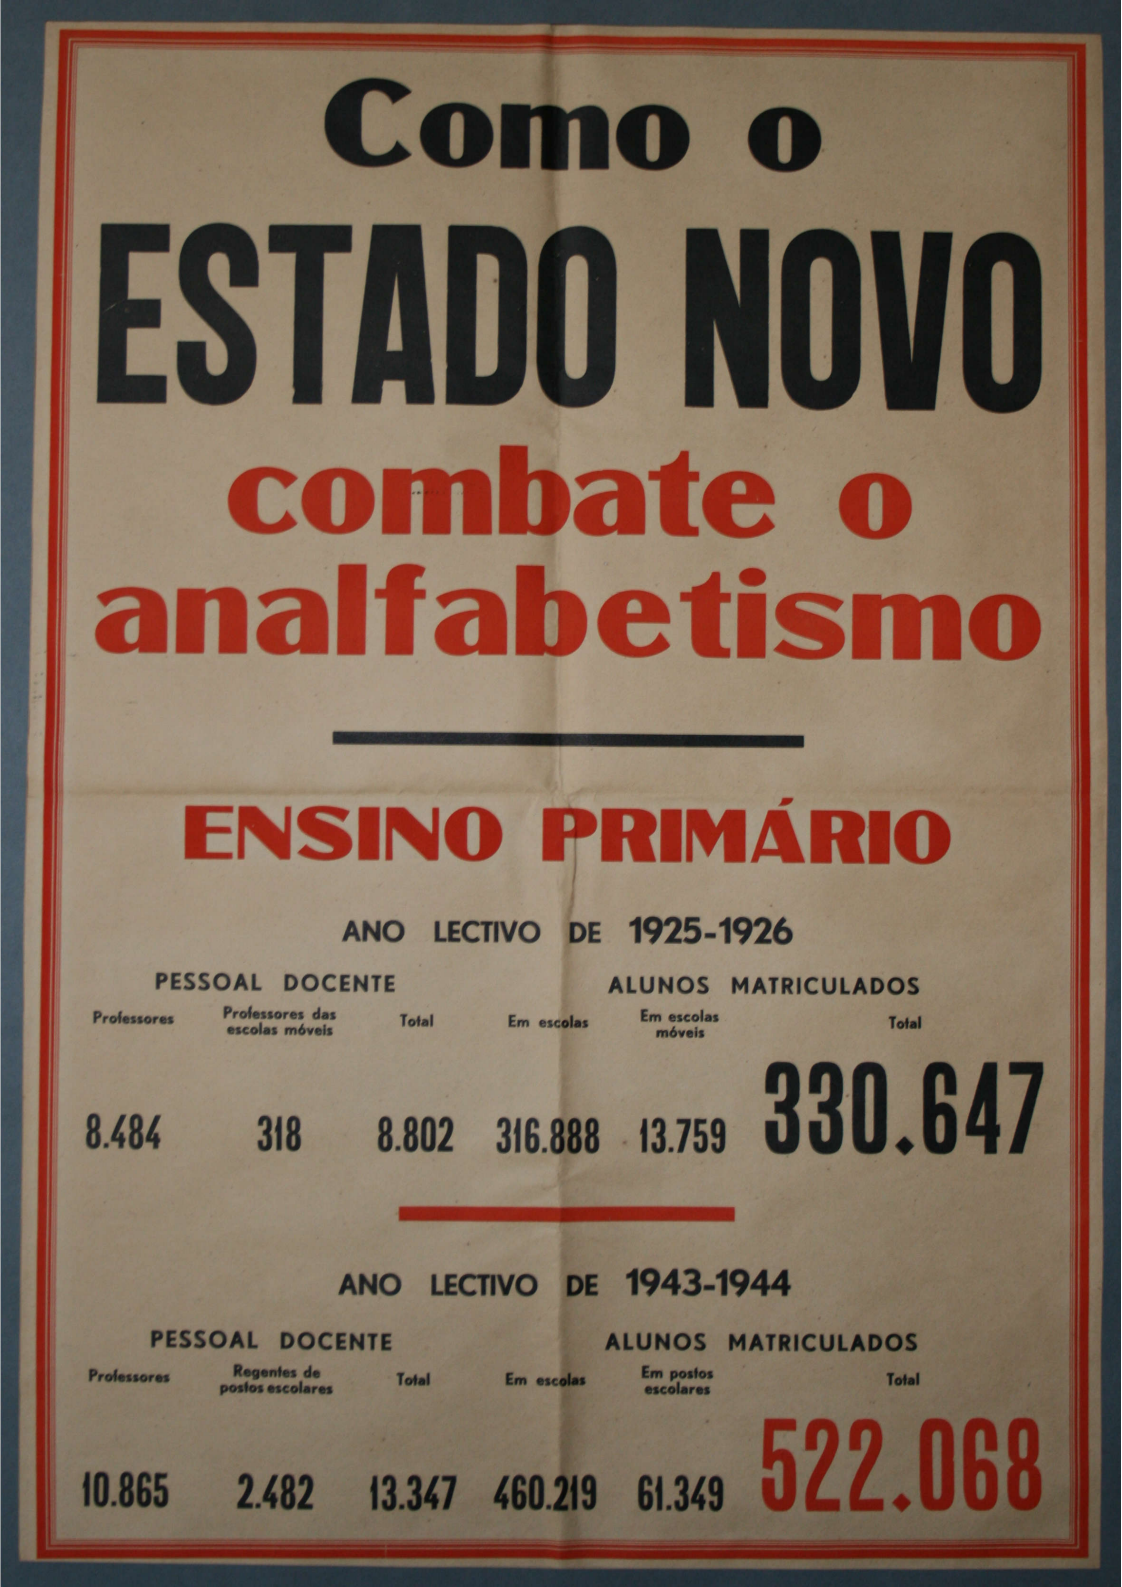 Como o
ESTADO NOVO
combate o
analfabetismo
ENSINO PRIMÁRIO
ANO LECTIVO DE 1925-1926
PESSOAL DOCENTE ALUNOS MATRICULADOS
Professores Professores das escolas móveis Total Em escolas Em escolas móveis Total
8.484 318 8.802 316.888 13.759 330.647
ANO LECTIVO DE 1943-1944
PESSOAL DOCENTE ALUNOS MATRICULADOS
Professores Regentes de postos escolares Total Em escolas Em postos escolares Total
10.865 2.482 13.347 460.219 61.349 522.068